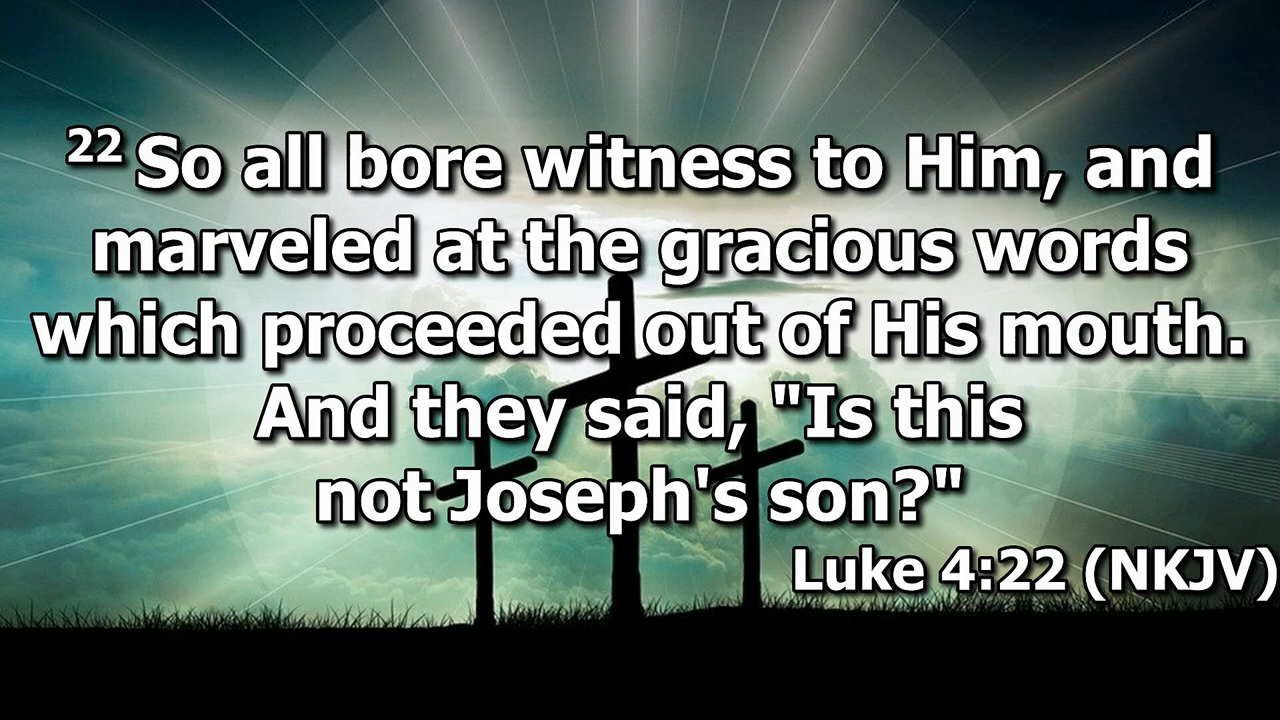 22 So all bore witness to Him, and
marveled at the gracious words
which proceeded out of His mouth.
And they said, "Is this
not Joseph's son?"
Luke 4:22 (NKJV)